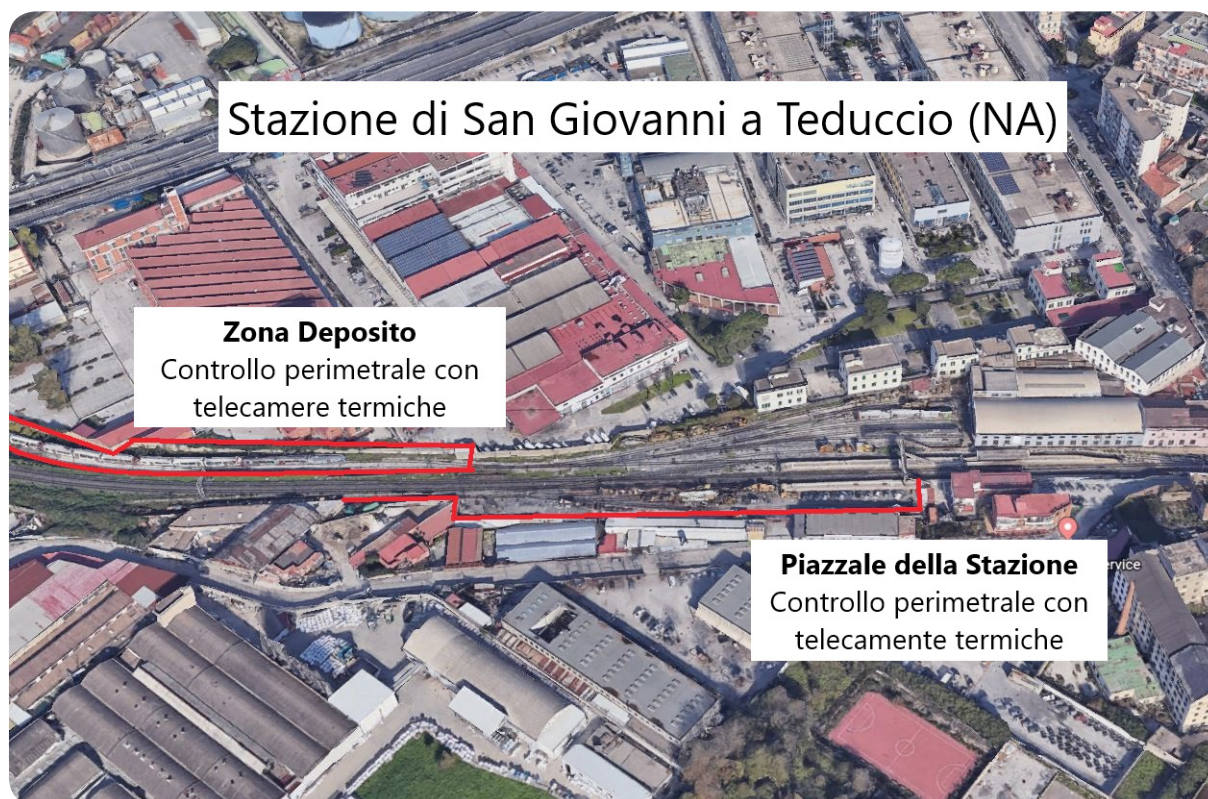 Stazione di San Giovanni a Teduccio (NA)
Zona Deposito
Controllo perimetrale con
telecamere termiche
Piazzale della Stazione
Controllo perimetrale con
telecamente termiche
ervice